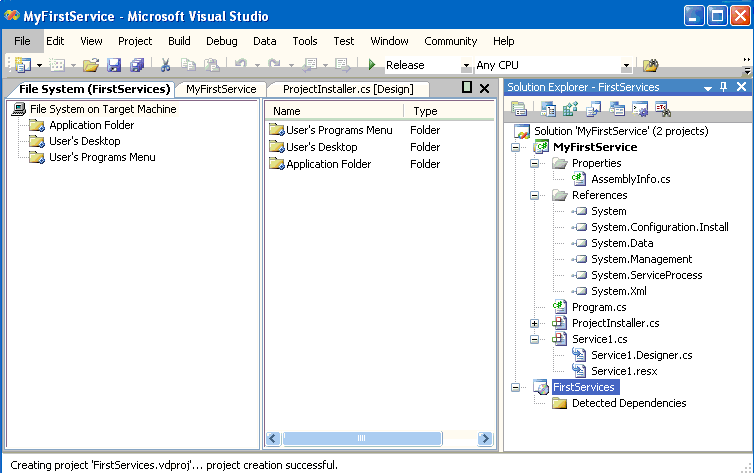 MyFirstService - Microsoft Visual Studio
File Edit View Project Build Debug Data Tools Test Window Community Help
Release Any CPU
File System (FirstServices) MyFirstService ProjectInstaller.cs [Design]
File System on Target Machine
Application Folder
User's Desktop
User's Programs Menu
Name Type
User's Programs Menu Folder
User's Desktop Folder
Application Folder Folder
Solution Explorer - FirstServices
Solution 'MyFirstService' (2 projects)
MyFirstService
Properties
AssemblyInfo.cs
References
System
System.Configuration.Install
System.Data
System.Management
System.ServiceProcess
System.Xml
Program.cs
ProjectInstaller.cs
Service1.cs
Service1.Designer.cs
Service1.resx
FirstServices
Detected Dependencies
Creating project 'FirstServices.vdproj'... project creation successful.